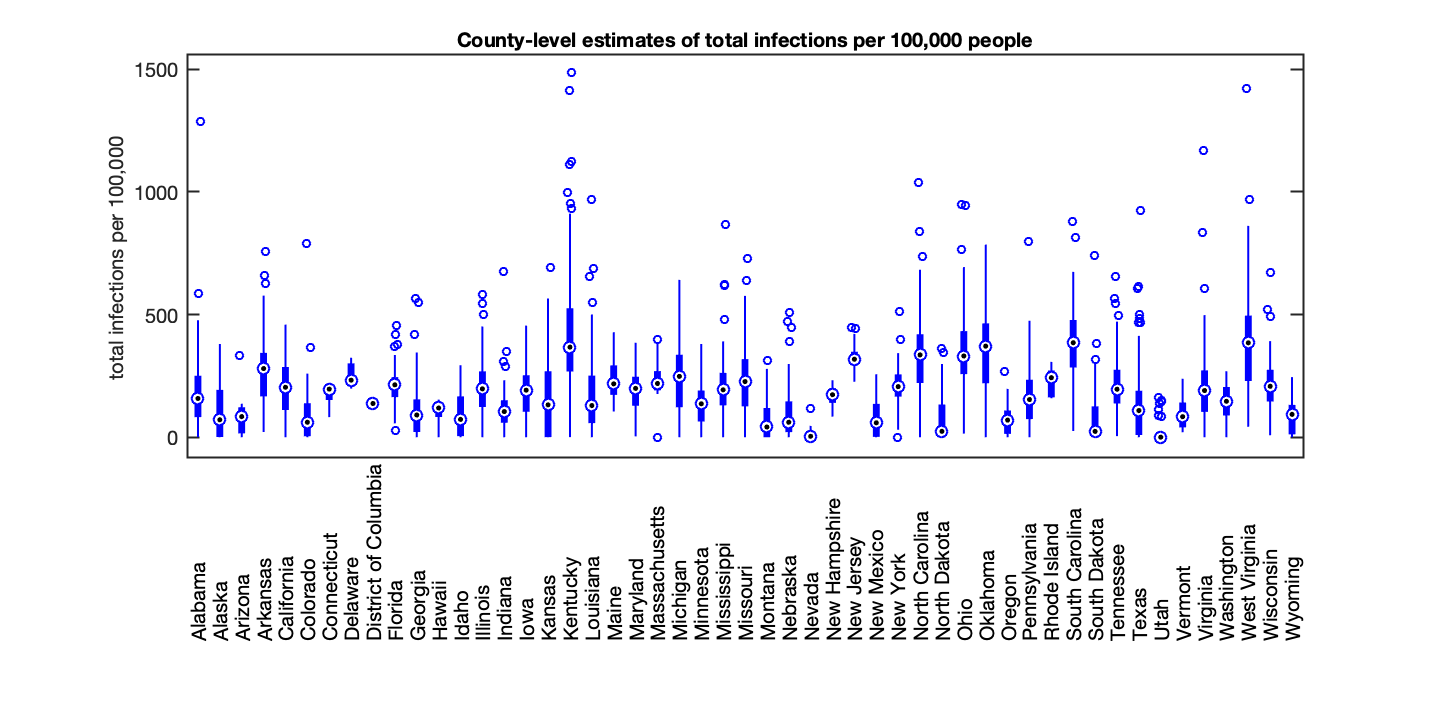 County-level estimates of total infections per 100,000 people
total infections per 100,000
1500
1000
500
0
Alabama
Alaska
Arizona
Arkansas
California
Colorado
Connecticut
Delaware
District of Columbia
Florida
Georgia
Hawaii
Idaho
Illinois
Indiana
Iowa
Kansas
Kentucky
Louisiana
Maine
Maryland
Massachusetts
Michigan
Minnesota
Mississippi
Missouri
Montana
Nebraska
Nevada
New Hampshire
New Jersey
New Mexico
New York
North Carolina
North Dakota
Ohio
Oklahoma
Oregon
Pennsylvania
Rhode Island
South Carolina
South Dakota
Tennessee
Texas
Utah
Vermont
Virginia
Washington
West Virginia
Wisconsin
Wyoming